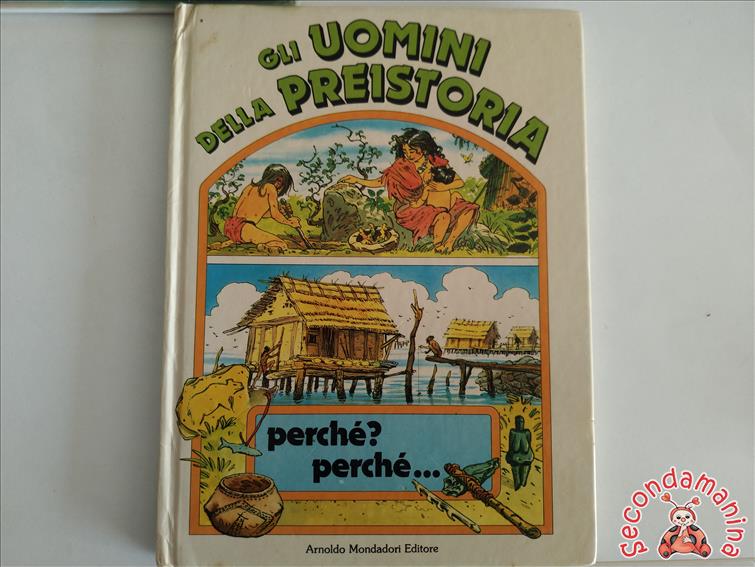 GLI UOMINI
DELLA PREISTORIA
perché?
perché...
Arnoldo Mondadori Editore
secondamanina